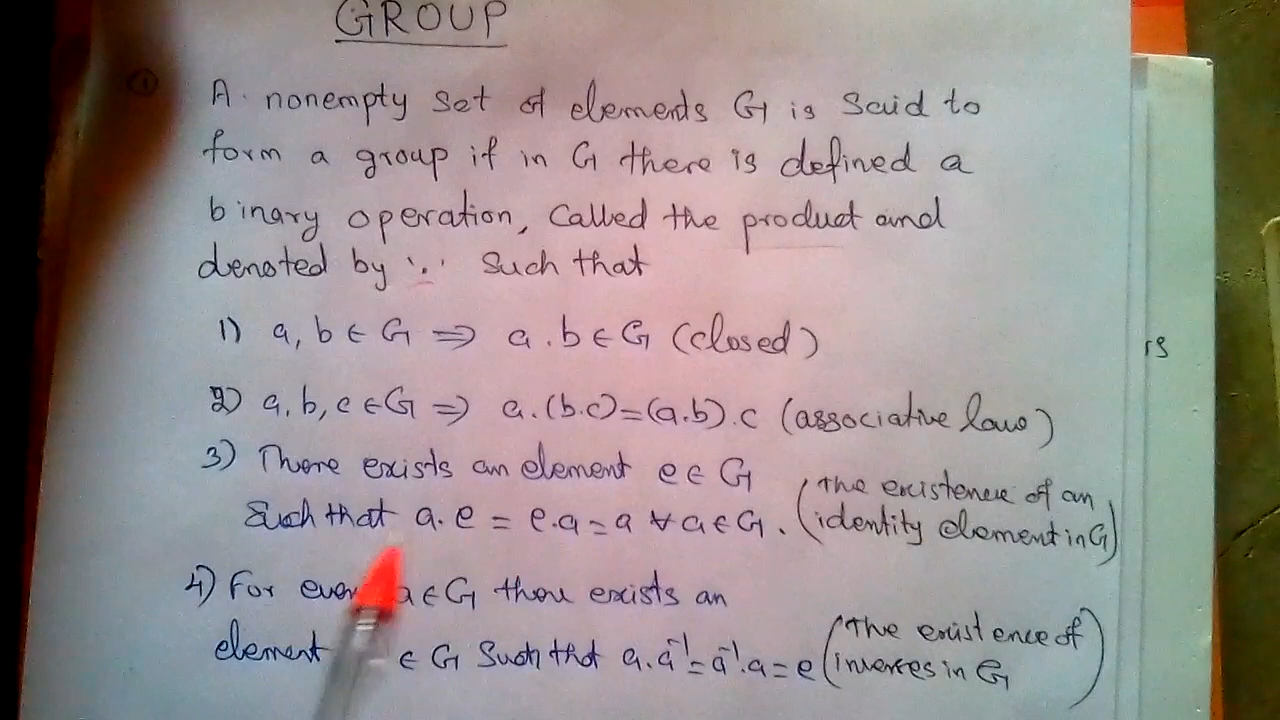 GROUP
A nonempty set of elements G is said to
form a group if in G there is defined a
binary operation, called the product and
denoted by '.' such that
1) a, b ∈ G ⇒ a . b ∈ G (closed)
2) a, b, c ∈ G ⇒ a.(b.c)=(a.b).c (associative law)
3) There exists an element e ∈ G
Such that a.e = e.a = a ∀ a ∈ G. (the existence of an
identity element in G)
4) For a ∈ G there exists an
element ∈ G Such that a.a⁻¹=a⁻¹.a=e (the existence of
inverses in G)
rs